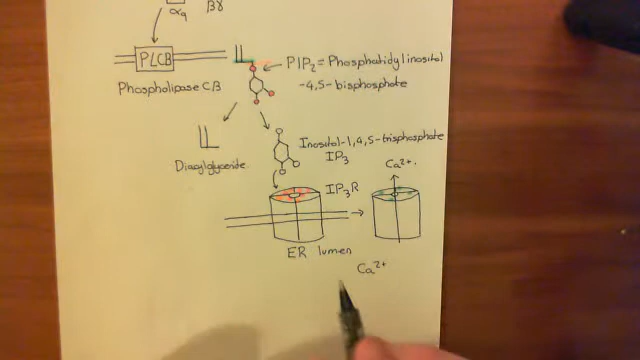 αq βγ
PLCβ
Phospholipase Cβ
PIP₂ = Phosphatidylinositol
-4,5-bisphosphate
Diacylglyceride
Inositol-1,4,5-trisphosphate
IP₃
Ca²⁺
IP₃R
ER lumen
Ca²⁺